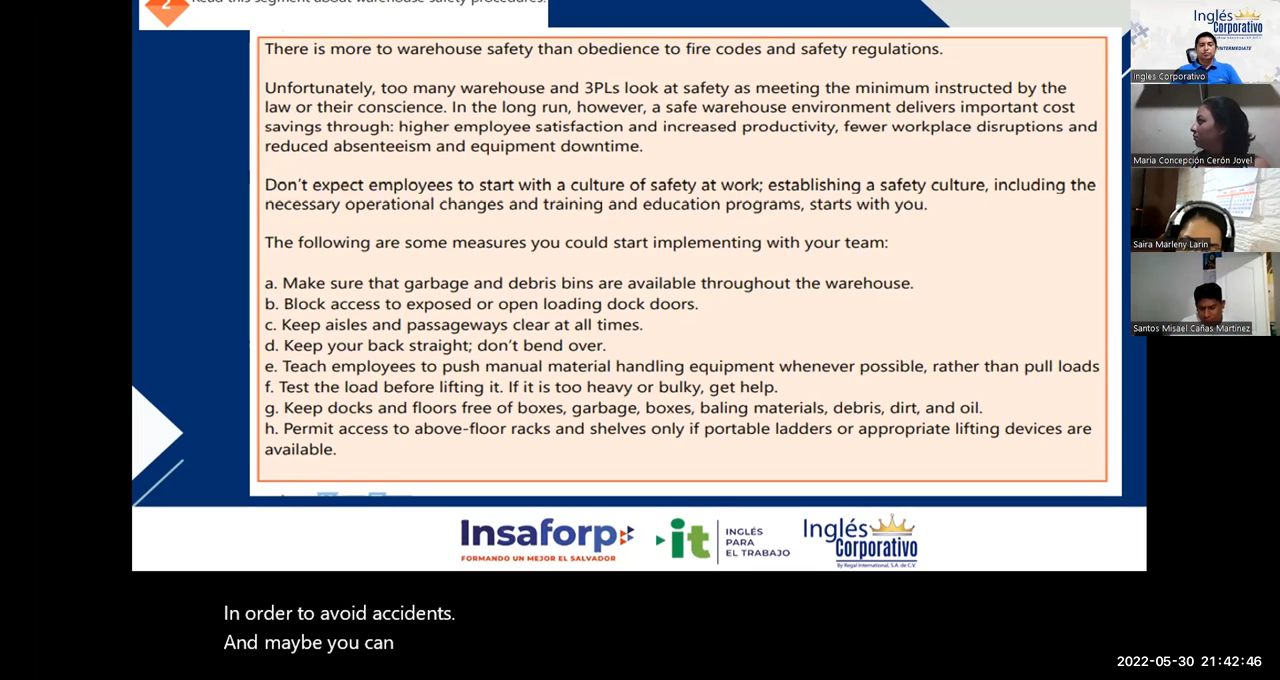 2
Read this segment about warehouse safety procedures.
There is more to warehouse safety than obedience to fire codes and safety regulations.
Unfortunately, too many warehouse and 3PLs look at safety as meeting the minimum instructed by the
law or their conscience. In the long run, however, a safe warehouse environment delivers important cost
savings through: higher employee satisfaction and increased productivity, fewer workplace disruptions and
reduced absenteeism and equipment downtime.
Don't expect employees to start with a culture of safety at work; establishing a safety culture, including the
necessary operational changes and training and education programs, starts with you.
The following are some measures you could start implementing with your team:
a. Make sure that garbage and debris bins are available throughout the warehouse.
b. Block access to exposed or open loading dock doors.
c. Keep aisles and passageways clear at all times.
d. Keep your back straight; don't bend over.
e. Teach employees to push manual material handling equipment whenever possible, rather than pull loads
f. Test the load before lifting it. If it is too heavy or bulky, get help.
g. Keep docks and floors free of boxes, garbage, boxes, baling materials, debris, dirt, and oil.
h. Permit access to above-floor racks and shelves only if portable ladders or appropriate lifting devices are
available.
Insaforp
FORMANDO UN MEJOR EL SALVADOR
it
INGLÉS
PARA
EL TRABAJO
Inglés
Corporativo
By Regal International, S.A. de C.V.
Inglés
Corporativo
INTERMEDIATE
Ingles Corporativo
Maria Concepción Cerón Jovel
Saira Marleny Larin
Santos Misael Cañas Martinez
In order to avoid accidents.
And maybe you can
2022-05-30 21:42:46